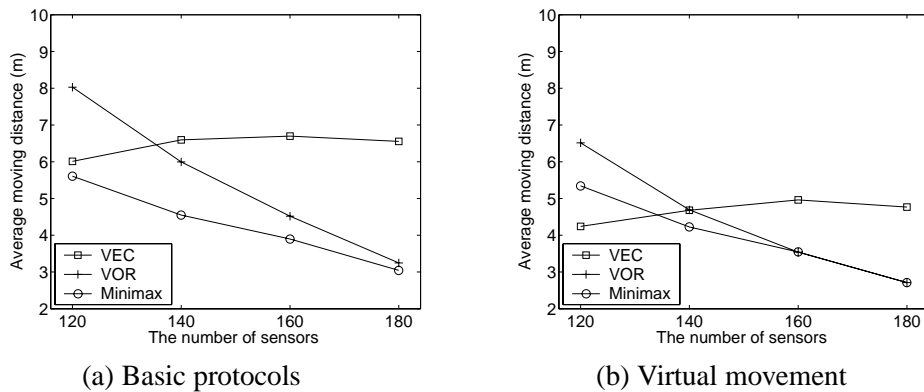 10
9
8
7
6
5
4
3
2
Average moving distance (m)
VEC
VOR
Minimax
120 140 160 180
The number of sensors
(a) Basic protocols
10
9
8
7
6
5
4
3
2
Average moving distance (m)
VEC
VOR
Minimax
120 140 160 180
The number of sensors
(b) Virtual movement